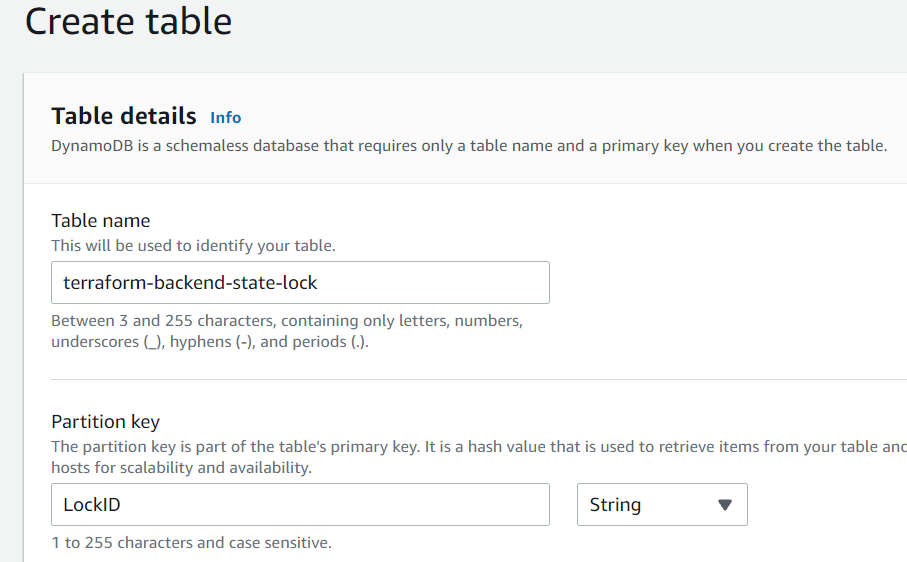 Create table
Table details Info
DynamoDB is a schemaless database that requires only a table name and a primary key when you create the table.
Table name
This will be used to identify your table.
terraform-backend-state-lock
Between 3 and 255 characters, containing only letters, numbers,
underscores (_), hyphens (-), and periods (.).
Partition key
The partition key is part of the table's primary key. It is a hash value that is used to retrieve items from your table and
hosts for scalability and availability.
LockID String
1 to 255 characters and case sensitive.